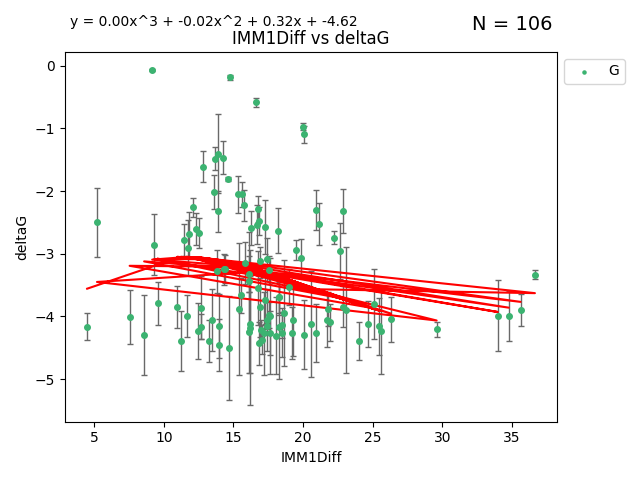 y = 0.00x^3 + -0.02x^2 + 0.32x + -4.62
N = 106
IMM1Diff vs deltaG
G
deltaG
0
−1
−2
−3
−4
−5
5 10 15 20 25 30 35
IMM1Diff